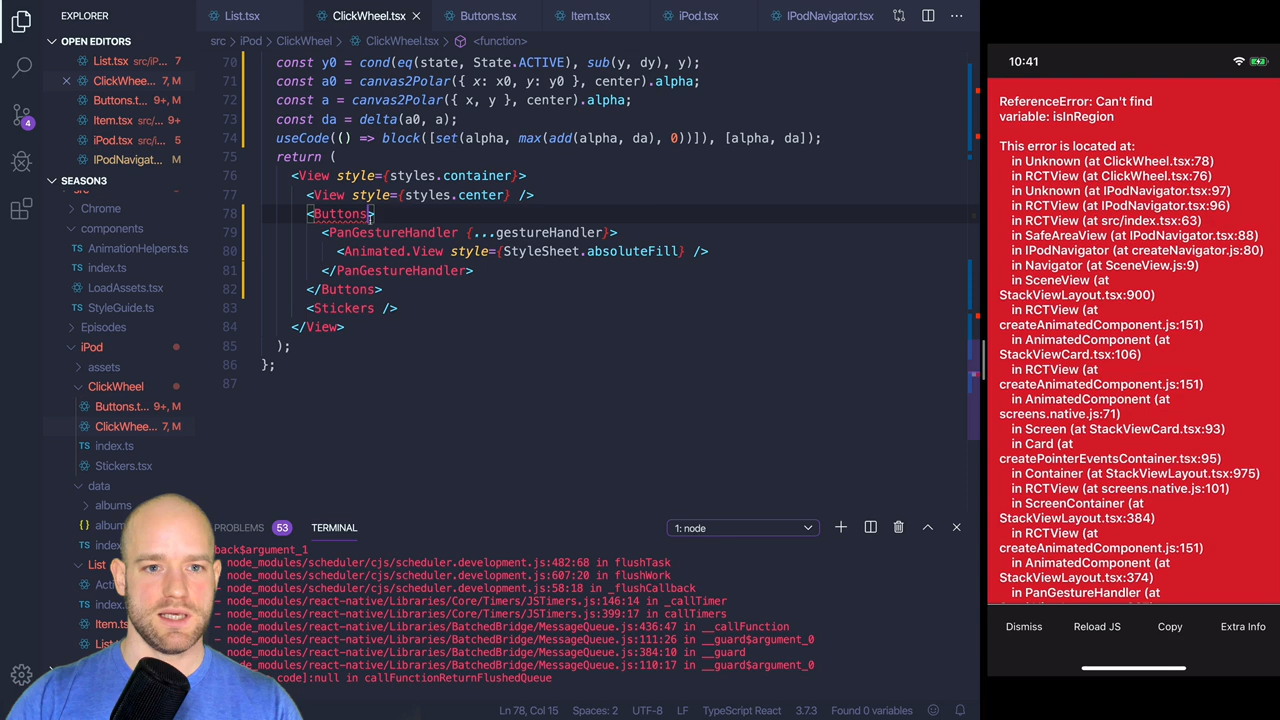 List.tsx
ClickWheel.tsx
Buttons.tsx
Item.tsx
iPod.tsx
IPodNavigator.tsx
EXPLORER
OPEN EDITORS
List.tsx src/iP... 7
ClickWhee... 7, M
Buttons.t... 9+, M
Item.tsx src/i... 9+
iPod.tsx src/i... 5
IPodNavigat... M
SEASON3
src
Chrome
components
AnimationHelpers.ts
index.ts
LoadAssets.tsx
StyleGuide.ts
Episodes
iPod
assets
ClickWheel
Buttons.t... 9+, M
ClickWhee... 7, M
index.ts
Stickers.tsx
data
albums
List
4
src > iPod > ClickWheel > ClickWheel.tsx > <function>
70 const y0 = cond(eq(state, State.ACTIVE), sub(y, dy), y);
71 const a0 = canvas2Polar({ x: x0, y: y0 }, center).alpha;
72 const a = canvas2Polar({ x, y }, center).alpha;
73 const da = delta(a0, a);
74 useCode(() => block([set(alpha, max(add(alpha, da), 0))]), [alpha, da]);
75 return (
76 <View style={styles.container}>
77 <View style={styles.center} />
78 <Buttons>
79 <PanGestureHandler {...gestureHandler}>
80 <Animated.View style={StyleSheet.absoluteFill} />
81 </PanGestureHandler>
82 </Buttons>
83 <Stickers />
84 </View>
85 );
86 };
87
PROBLEMS 53 TERMINAL
1: node
back$argument_1
- node_modules/scheduler/cjs/scheduler.development.js:482:68 in flushTask
- node_modules/scheduler/cjs/scheduler.development.js:607:20 in flushWork
- node_modules/scheduler/cjs/scheduler.development.js:58:18 in _flushCallback
- node_modules/react-native/Libraries/Core/Timers/JSTimers.js:146:14 in _callTimer
- node_modules/react-native/Libraries/Core/Timers/JSTimers.js:399:17 in callTimers
- node_modules/react-native/Libraries/BatchedBridge/MessageQueue.js:436:47 in __callFunction
- node_modules/react-native/Libraries/BatchedBridge/MessageQueue.js:111:26 in __guard$argument_0
- node_modules/react-native/Libraries/BatchedBridge/MessageQueue.js:384:10 in __guard
- node_modules/react-native/Libraries/BatchedBridge/MessageQueue.js:110:17 in __guard$argument_0
code]:null in callFunctionReturnFlushedQueue
Ln 78, Col 15
Spaces: 2
UTF-8
LF
TypeScript React
3.7.3
Found 0 variables
10:41
ReferenceError: Can't find
variable: isInRegion
This error is located at:
in Unknown (at ClickWheel.tsx:78)
in RCTView (at ClickWheel.tsx:76)
in Unknown (at IPodNavigator.tsx:97)
in RCTView (at IPodNavigator.tsx:96)
in RCTView (at src/index.tsx:63)
in SafeAreaView (at IPodNavigator.tsx:88)
in IPodNavigator (at createNavigator.js:80)
in Navigator (at SceneView.js:9)
in SceneView (at
StackViewLayout.tsx:900)
in RCTView (at
createAnimatedComponent.js:151)
in AnimatedComponent (at
StackViewCard.tsx:106)
in RCTView (at
createAnimatedComponent.js:151)
in AnimatedComponent (at
screens.native.js:71)
in Screen (at StackViewCard.tsx:93)
in Card (at
createPointerEventsContainer.tsx:95)
in Container (at StackViewLayout.tsx:975)
in RCTView (at screens.native.js:101)
in ScreenContainer (at
StackViewLayout.tsx:384)
in RCTView (at
createAnimatedComponent.js:151)
in AnimatedComponent (at
StackViewLayout.tsx:374)
in PanGestureHandler (at
Dismiss
Reload JS
Copy
Extra Info